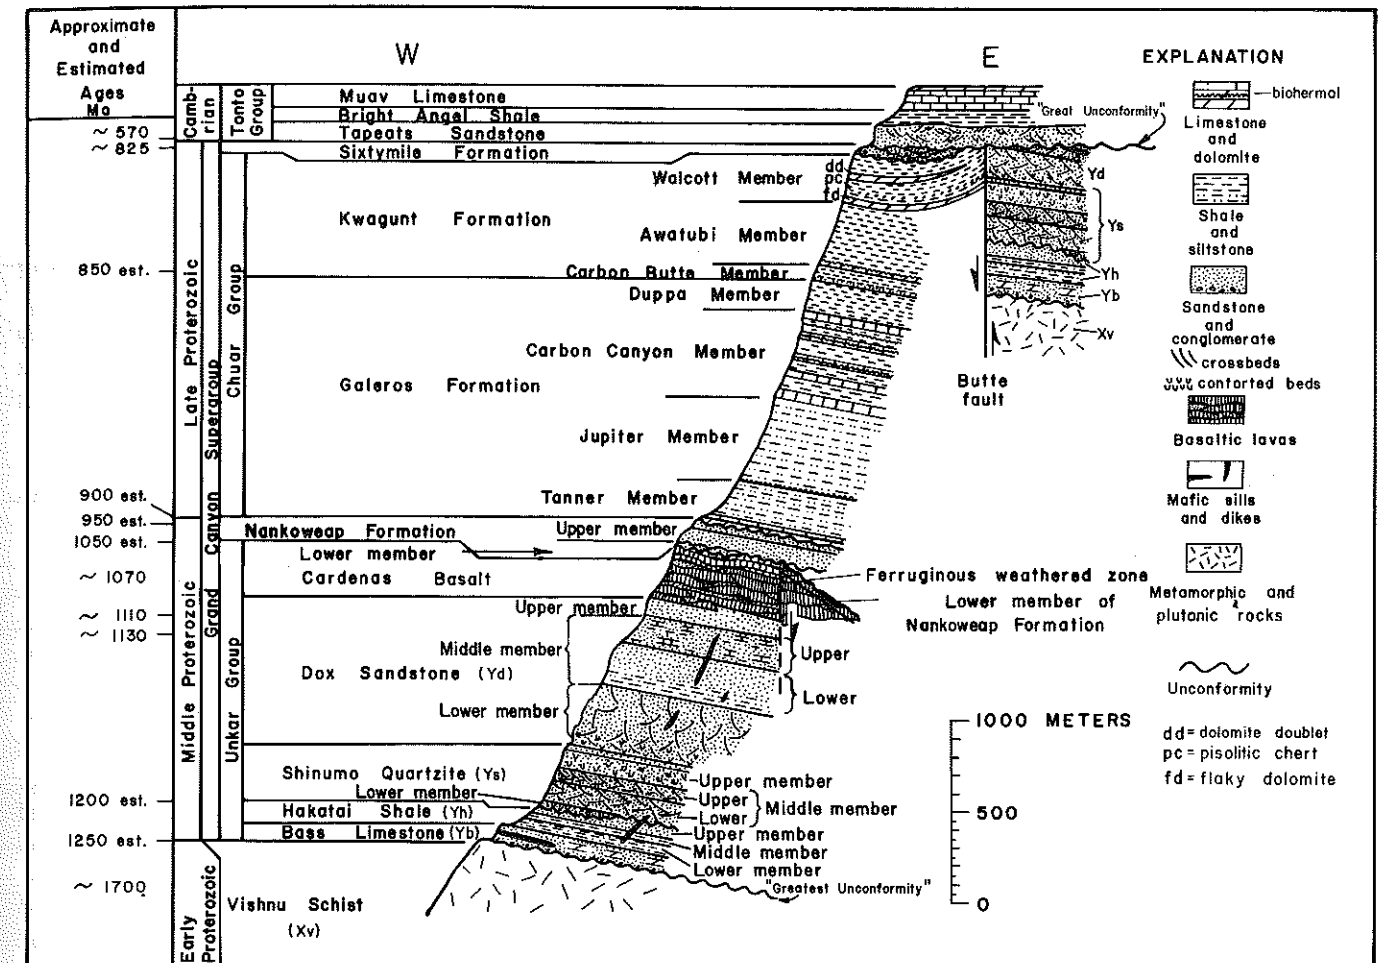 Approximate
and
Estimated
Ages
Ma
~ 570
~ 825
850 est.
900 est.
950 est.
1050 est.
~ 1070
~ 1110
~ 1130
1200 est.
1250 est.
~ 1700
Camb-
rian
Late Proterozoic
Middle Proterozoic
Early
Proterozoic
Grand Canyon Supergroup
Tonto
Group
Chuar Group
Unkar Group
W
E
Muav Limestone
Bright Angel Shale
Tapeats Sandstone
Sixtymile Formation
Walcott Member
Kwagunt Formation
Awatubi Member
Carbon Butte Member
Duppa Member
Carbon Canyon Member
Galeros Formation
Jupiter Member
Tanner Member
Nankoweap Formation
Upper member
Lower member
Cardenas Basalt
Upper member
Middle member
Dox Sandstone (Yd)
Lower member
Shinumo Quartzite (Ys)
Lower member
Hakatai Shale (Yh)
Bass Limestone (Yb)
Vishnu Schist
(Xv)
dd
pc
fd
"Great Unconformity"
Yd
Ys
Yh
Yb
Xv
Butte
fault
Ferruginous weathered zone
Lower member of
Nankoweap Formation
Upper
Lower
Upper member
Upper
Lower
Middle member
Upper member
Middle member
Lower member
"Greatest Unconformity"
1000 METERS
500
0
EXPLANATION
biohermal
Limestone
and
dolomite
Shale
and
siltstone
Sandstone
and
conglomerate
crossbeds
contorted beds
Basaltic lavas
Mafic sills
and dikes
Metamorphic and
plutonic & rocks
Unconformity
dd = dolomite doublet
pc = pisolitic chert
fd = flaky dolomite